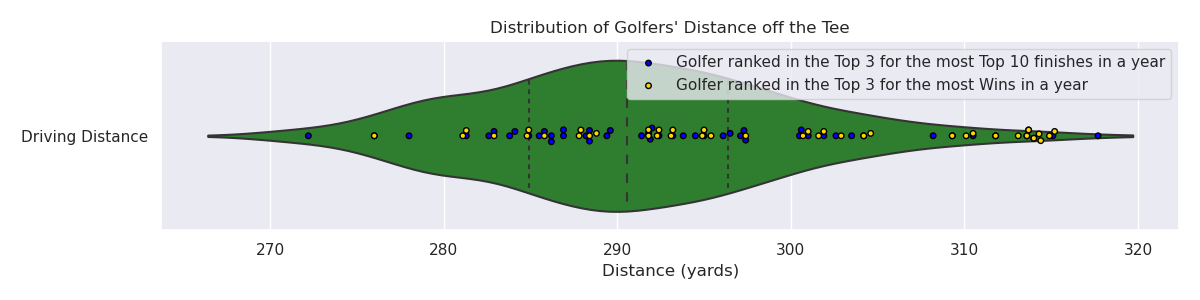 Distribution of Golfers' Distance off the Tee
Golfer ranked in the Top 3 for the most Top 10 finishes in a year
Golfer ranked in the Top 3 for the most Wins in a year
Driving Distance
270 280 290 300 310 320
Distance (yards)